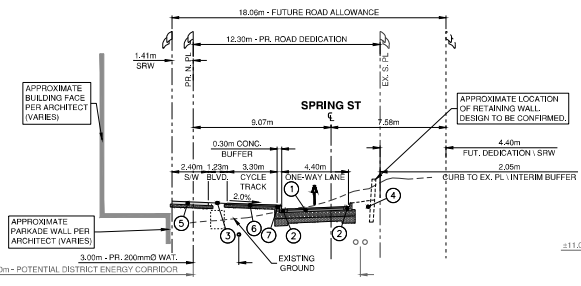 18.06m - FUTURE ROAD ALLOWANCE
12.30m - PR. ROAD DEDICATION
1.41m
SRW
PR. N. PL
EX. S. PL
APPROXIMATE
BUILDING FACE
PER ARCHITECT
(VARIES)
SPRING ST
APPROXIMATE LOCATION
OF RETAINING WALL.
DESIGN TO BE CONFIRMED.
9.07m
7.58m
0.30m CONC.
BUFFER
4.40m
FUT. DEDICATION \ SRW
2.40m
1.23m
3.30m
4.40m
2.05m
S/W
BLVD.
CYCLE
TRACK
ONE-WAY LANE
CURB TO EX. PL \ INTERIM BUFFER
2.0%
1
4
APPROXIMATE
PARKADE WALL PER
ARCHITECT (VARIES)
5
3
6
7
2
2
EXISTING
GROUND
3.00m - PR. 200mmØ WAT.
0m - POTENTIAL DISTRICT ENERGY CORRIDOR